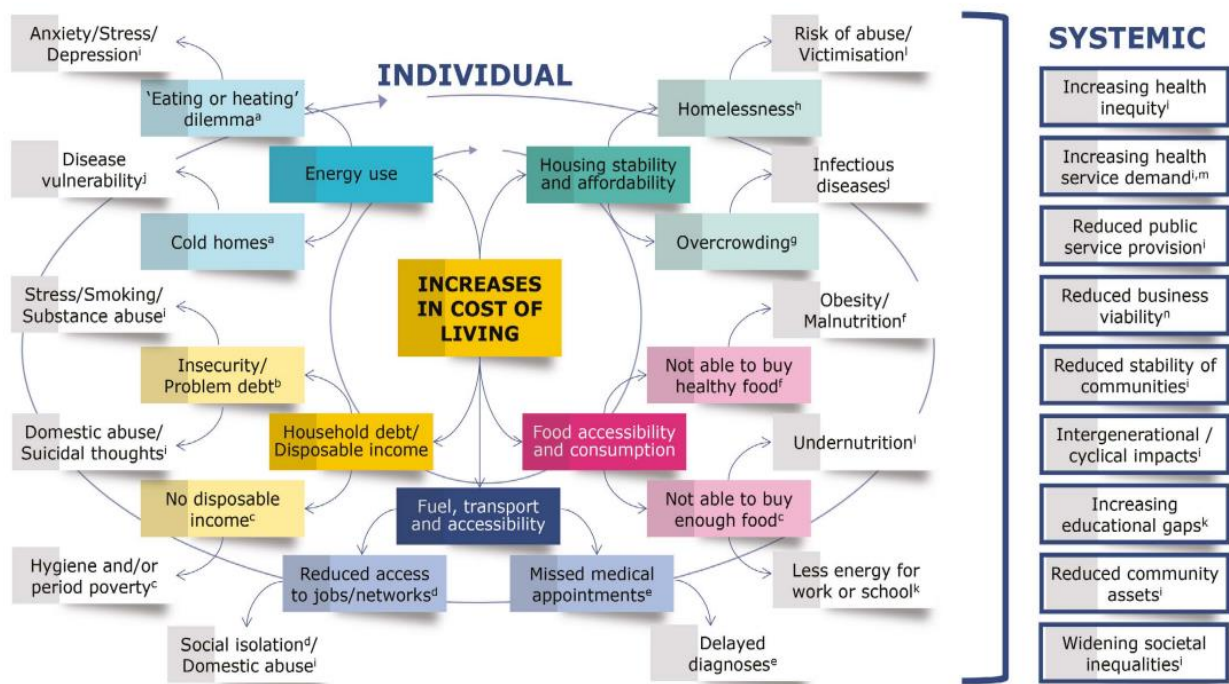 INDIVIDUAL
Anxiety/Stress/
Depressionⁱ
'Eating or heating'
dilemmaᵃ
Energy use
Disease
vulnerabilityʲ
Cold homesᵃ
Risk of abuse/
Victimisationˡ
Homelessnessʰ
Housing stability
and affordability
Infectious
diseasesʲ
Overcrowdingᵍ
INCREASES
IN COST OF
LIVING
Stress/Smoking/
Substance abuseⁱ
Insecurity/
Problem debtᵇ
Household debt/
Disposable income
Domestic abuse/
Suicidal thoughtsⁱ
No disposable
incomeᶜ
Hygiene and/or
period povertyᶜ
Obesity/
Malnutritionᶠ
Not able to buy
healthy foodᶠ
Food accessibility
and consumption
Undernutritionⁱ
Not able to buy
enough foodᶜ
Less energy for
work or schoolᵏ
Fuel, transport
and accessibility
Reduced access
to jobs/networksᵈ
Social isolationᵈ/
Domestic abuseⁱ
Missed medical
appointmentsᵉ
Delayed
diagnosesᵉ
SYSTEMIC
Increasing health
inequityⁱ
Increasing health
service demandⁱ,ᵐ
Reduced public
service provisionⁱ
Reduced business
viabilityⁿ
Reduced stability of
communitiesⁱ
Intergenerational /
cyclical impactsⁱ
Increasing
educational gapsᵏ
Reduced community
assetsⁱ
Widening societal
inequalitiesⁱ